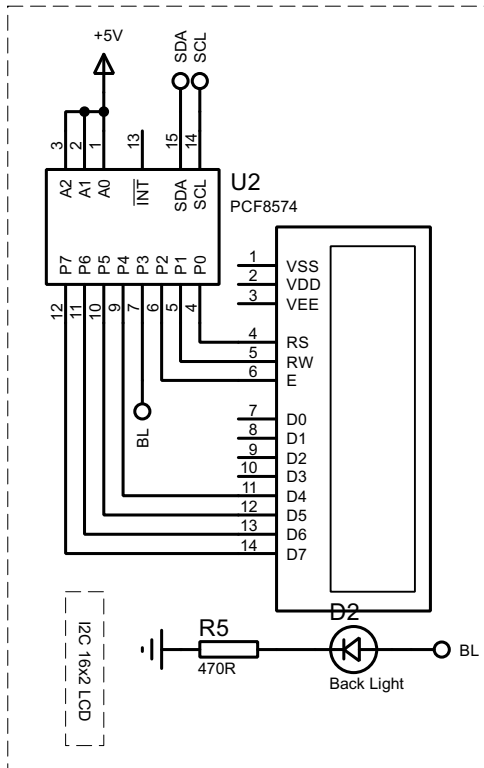 +5V
SDA
SCL
3
2
1
13
15
14
A2
A1
A0
INT
SDA
SCL
U2
PCF8574
P7
P6
P5
P4
P3
P2
P1
P0
12
11
10
9
7
6
5
4
BL
1 VSS
2 VDD
3 VEE
4 RS
5 RW
6 E
7 D0
8 D1
9 D2
10 D3
11 D4
12 D5
13 D6
14 D7
I2C 16x2 LCD
R5
470R
D2
Back Light
BL